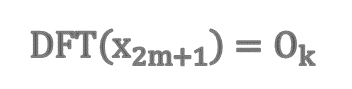 DFT(x₂ₘ₊₁) = Oₖ